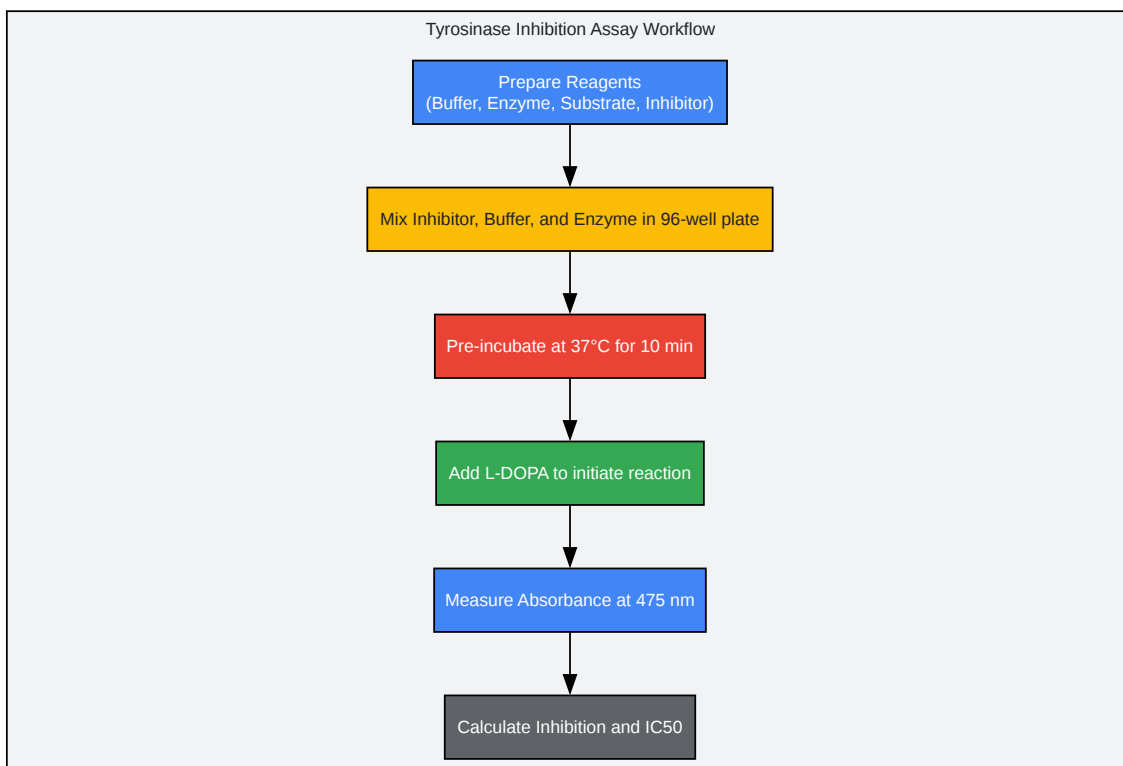 Tyrosinase Inhibition Assay Workflow
Prepare Reagents
(Buffer, Enzyme, Substrate, Inhibitor)
Mix Inhibitor, Buffer, and Enzyme in 96-well plate
Pre-incubate at 37°C for 10 min
Add L-DOPA to initiate reaction
Measure Absorbance at 475 nm
Calculate Inhibition and IC50